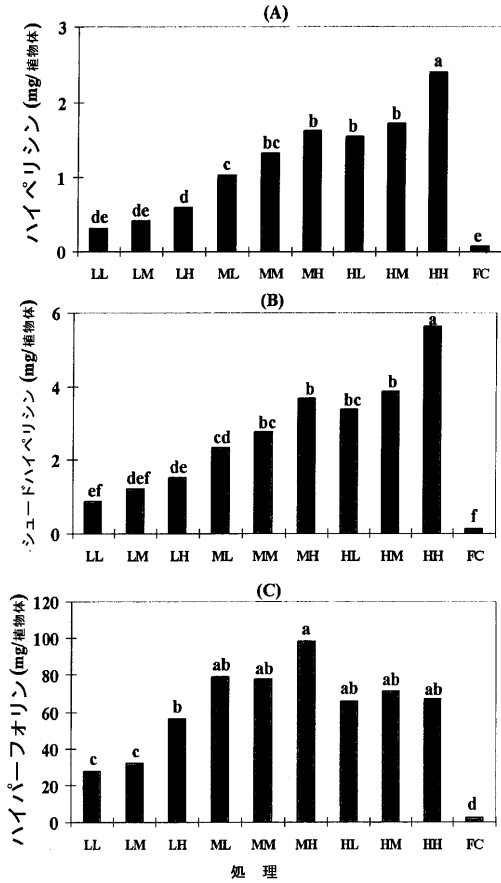 (A)
ハイペリシン (mg/植物体)
3
2
1
0
de
de
d
c
bc
b
b
b
a
e
LL LM LH ML MM MH HL HM HH FC
(B)
シュードハイペリシン (mg/植物体)
6
4
2
0
ef
def
de
cd
bc
b
bc
b
a
f
LL LM LH ML MM MH HL HM HH FC
(C)
ハイパーフォリン (mg/植物体)
120
100
80
60
40
20
0
c
c
b
ab
ab
a
ab
ab
ab
d
LL LM LH ML MM MH HL HM HH FC
処 理